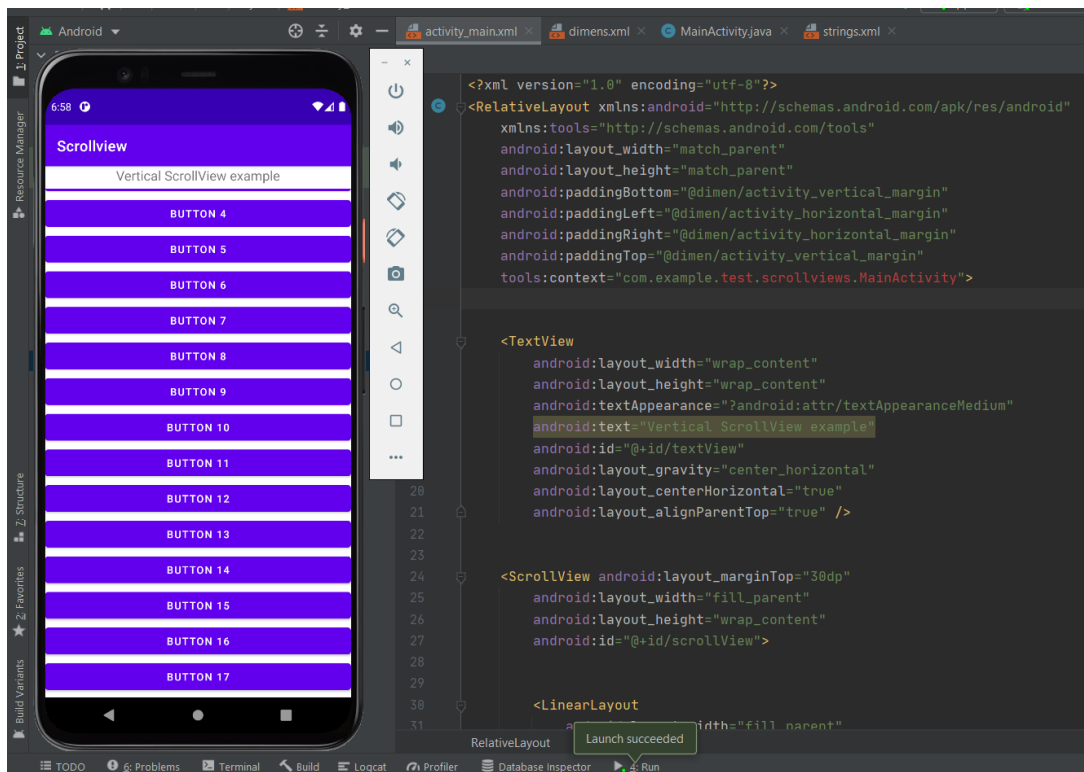 Android
activity_main.xml
dimens.xml
MainActivity.java
strings.xml
1: Project
Resource Manager
Z: Structure
2: Favorites
Build Variants
6:58
Scrollview
Vertical ScrollView example
BUTTON 4
BUTTON 5
BUTTON 6
BUTTON 7
BUTTON 8
BUTTON 9
BUTTON 10
BUTTON 11
BUTTON 12
BUTTON 13
BUTTON 14
BUTTON 15
BUTTON 16
BUTTON 17
<?xml version="1.0" encoding="utf-8"?>
<RelativeLayout xmlns:android="http://schemas.android.com/apk/res/android"
xmlns:tools="http://schemas.android.com/tools"
android:layout_width="match_parent"
android:layout_height="match_parent"
android:paddingBottom="@dimen/activity_vertical_margin"
android:paddingLeft="@dimen/activity_horizontal_margin"
android:paddingRight="@dimen/activity_horizontal_margin"
android:paddingTop="@dimen/activity_vertical_margin"
tools:context="com.example.test.scrollviews.MainActivity">
<TextView
android:layout_width="wrap_content"
android:layout_height="wrap_content"
android:textAppearance="?android:attr/textAppearanceMedium"
android:text="Vertical ScrollView example"
android:id="@+id/textView"
android:layout_gravity="center_horizontal"
20 android:layout_centerHorizontal="true"
21 android:layout_alignParentTop="true" />
22
23
24 <ScrollView android:layout_marginTop="30dp"
25 android:layout_width="fill_parent"
26 android:layout_height="wrap_content"
27 android:id="@+id/scrollView">
28
29
30 <LinearLayout
31 idth="fill_parent"
RelativeLayout
Launch succeeded
TODO
6: Problems
Terminal
Build
Logcat
Profiler
Database Inspector
4: Run